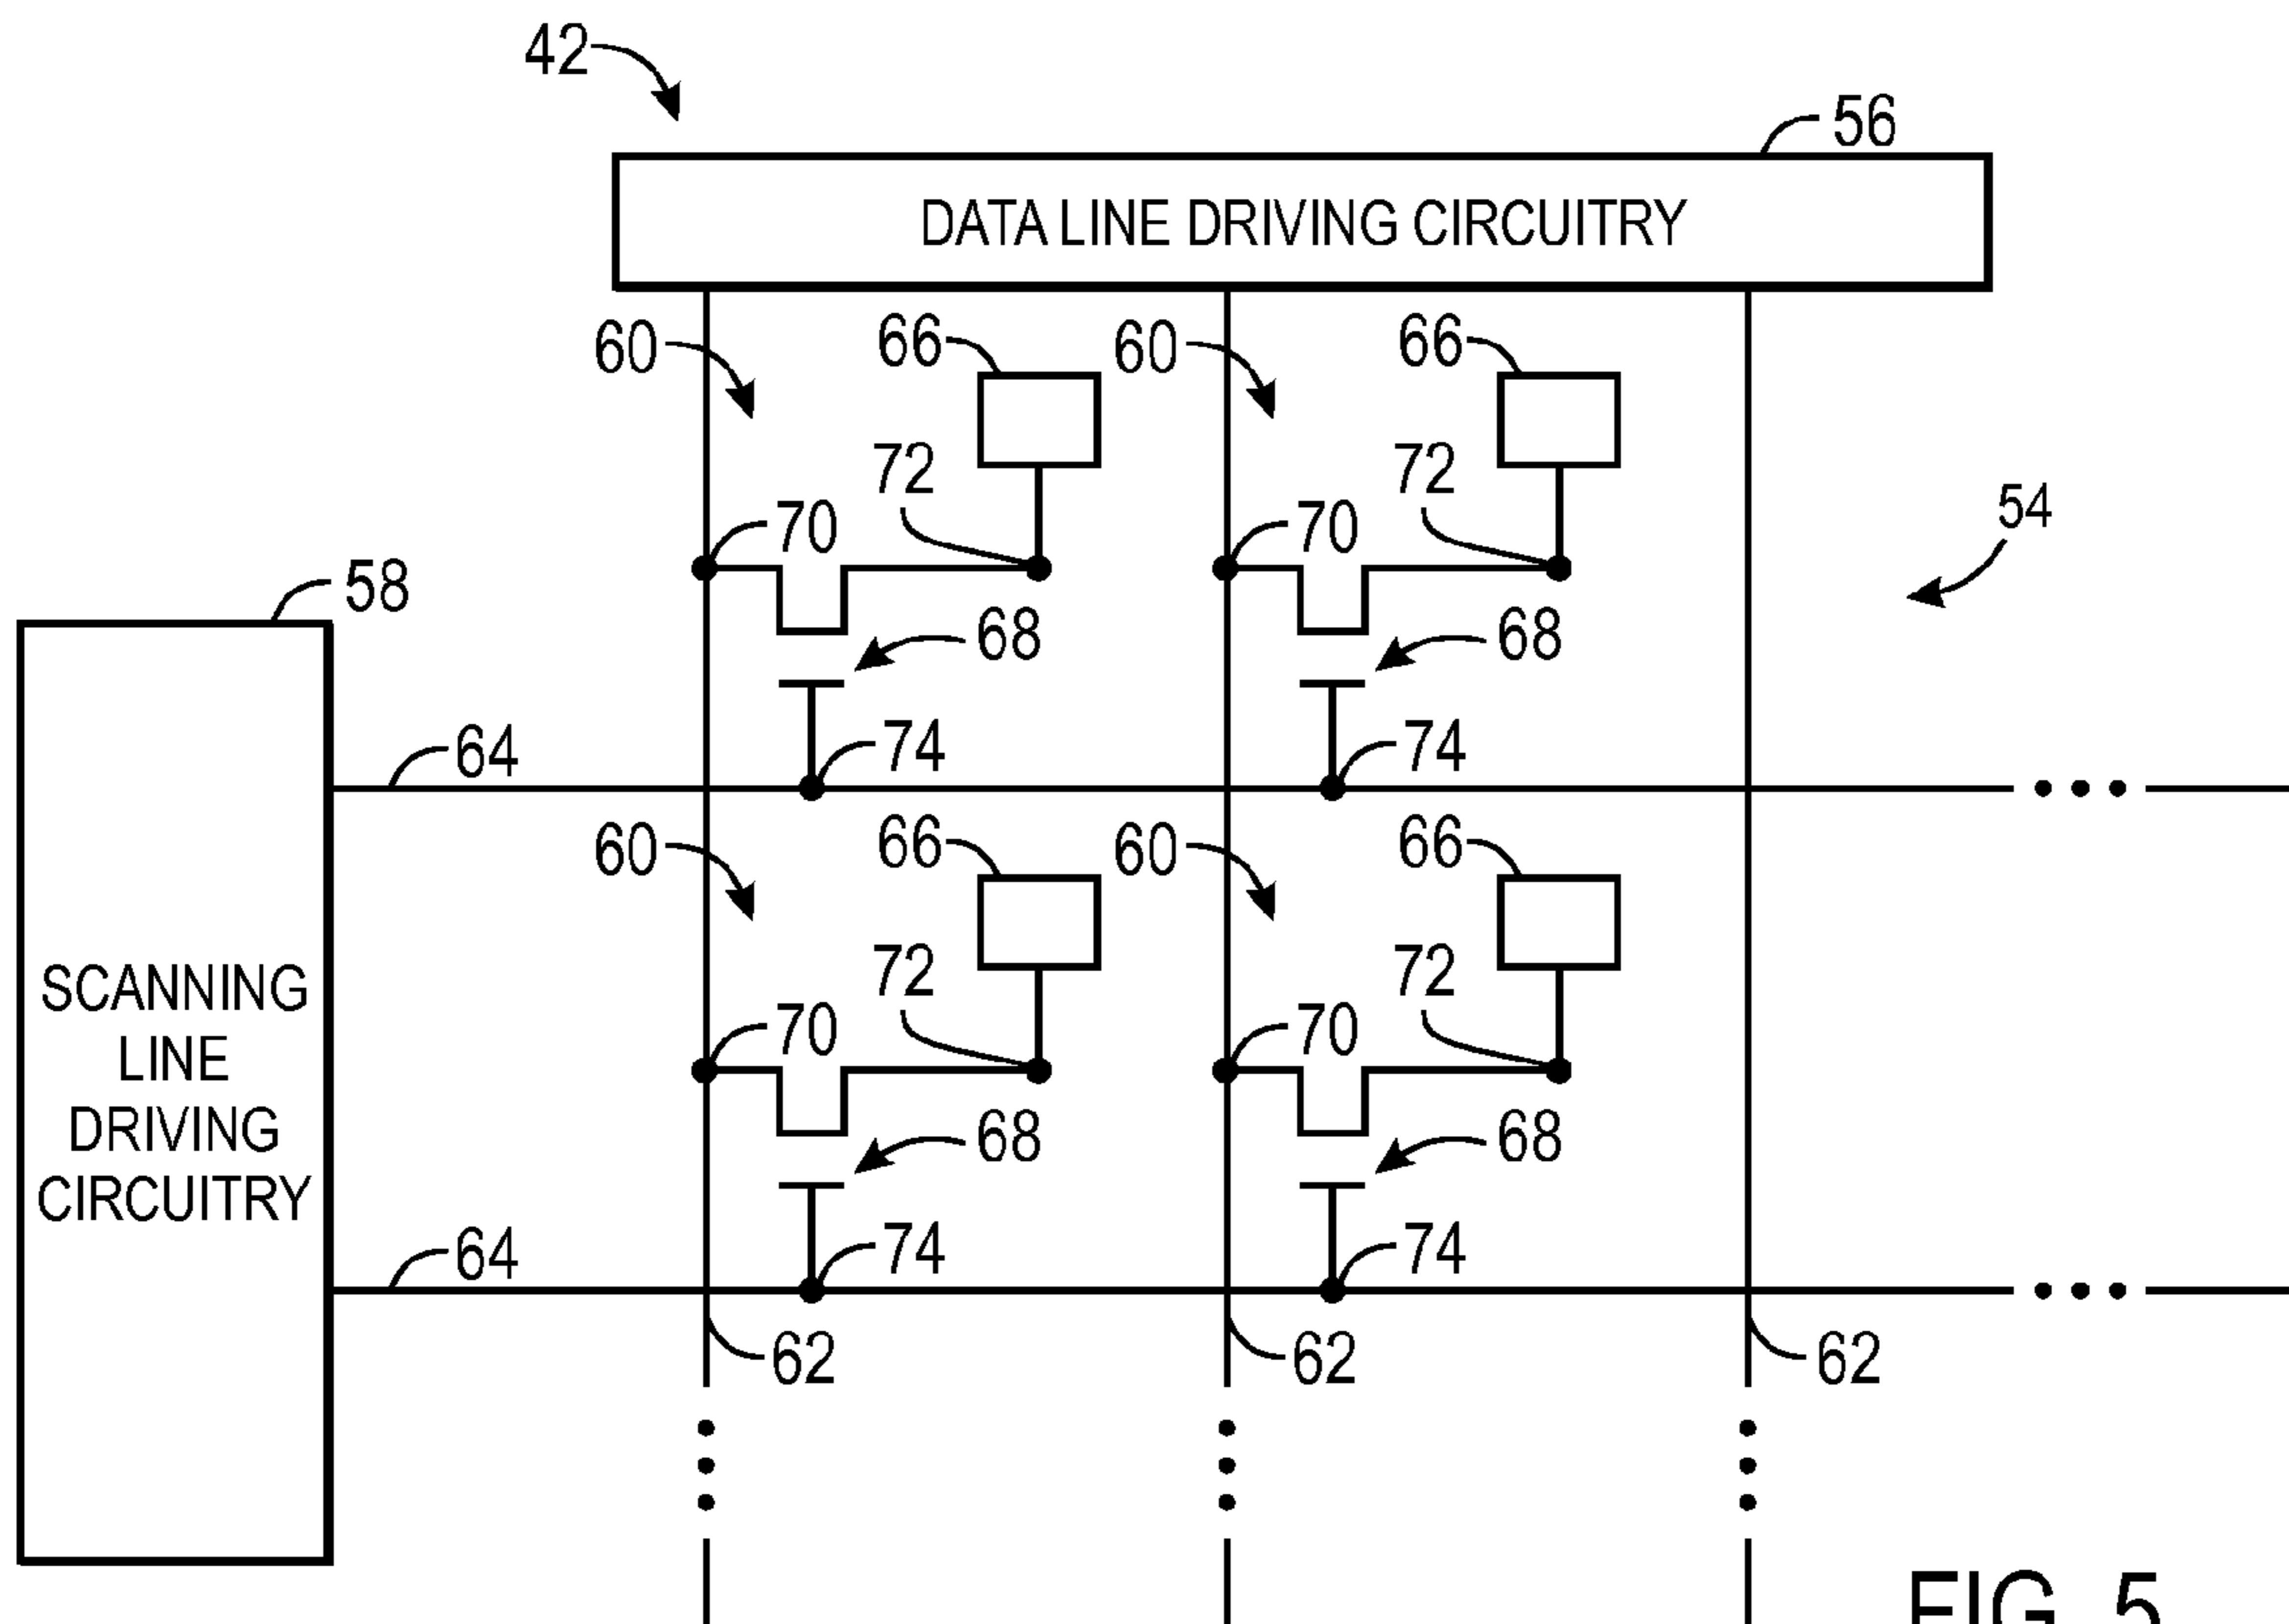 42
56
DATA LINE DRIVING CIRCUITRY
60 66 60 66
72 72
54
70 70
58
68 68
64 74 74
60 66 60 66
72 72
SCANNING
LINE
DRIVING
CIRCUITRY
70 70
68 68
64 74 74
62 62 62
FIG. 5